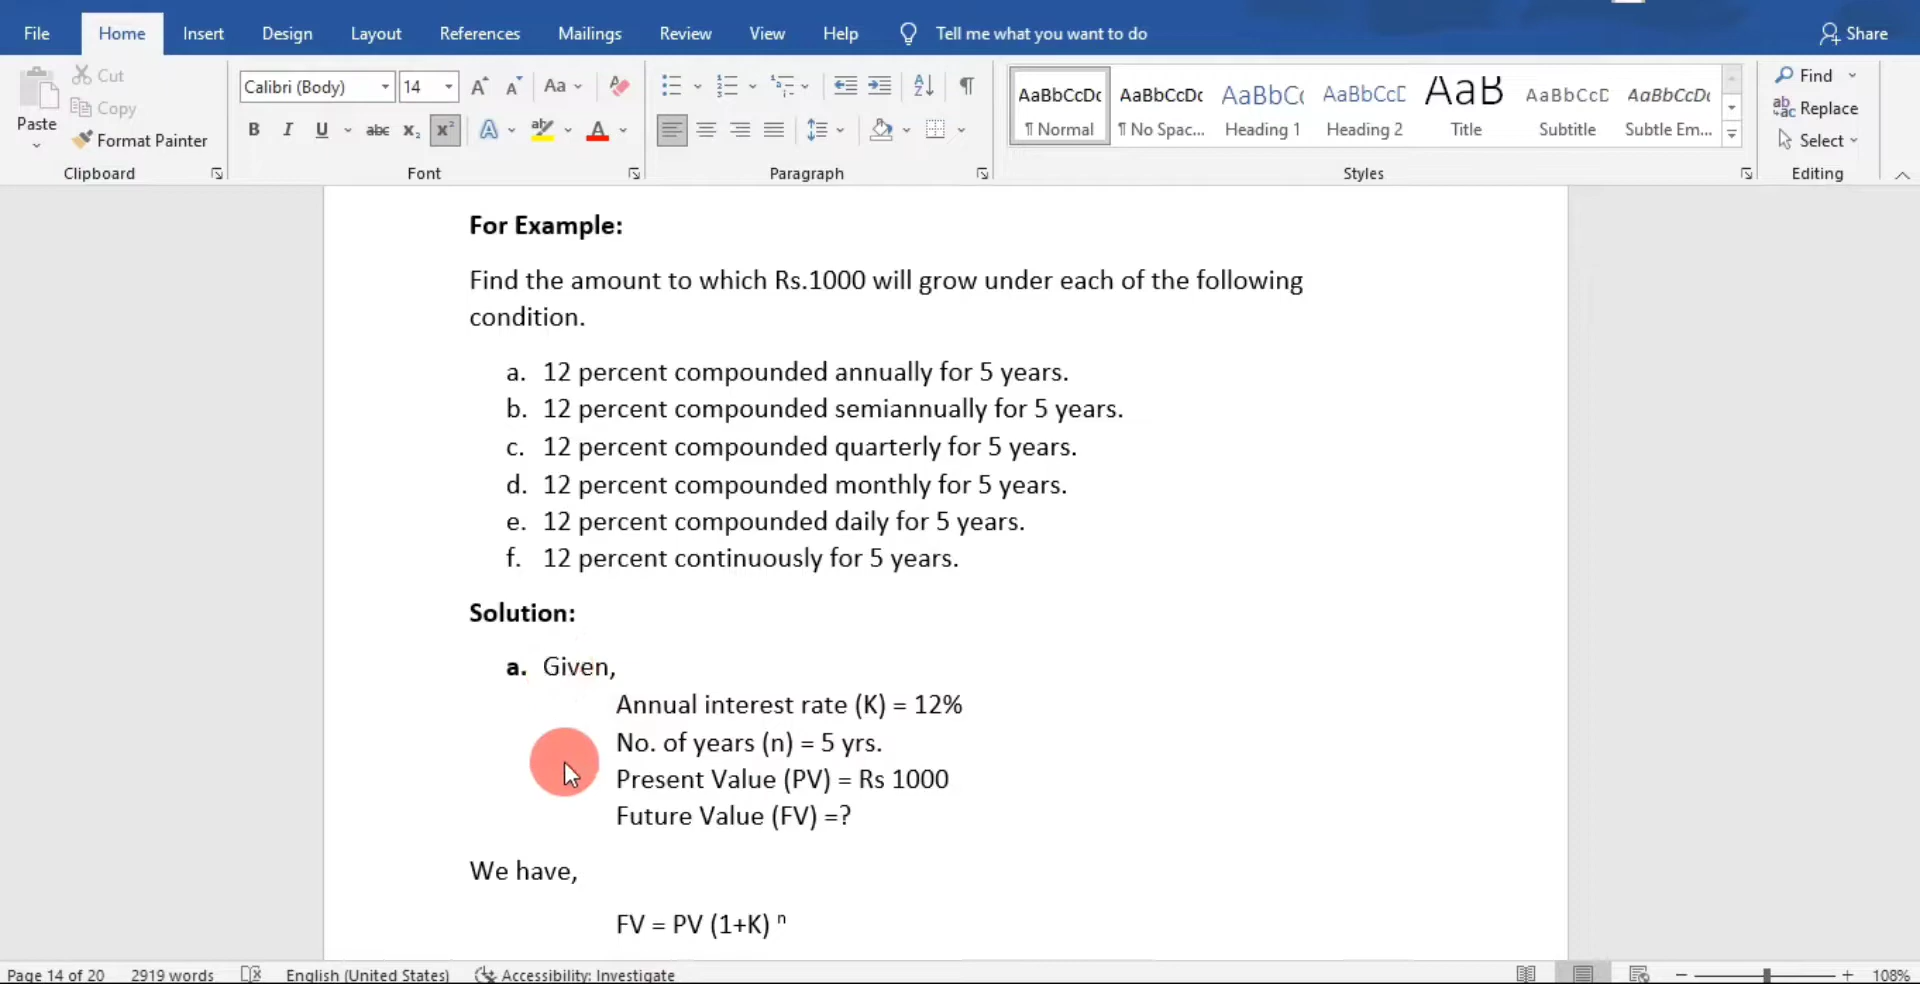 File Home Insert Design Layout References Mailings Review View Help Tell me what you want to do Share
Cut
Copy
Paste
Format Painter
Clipboard
Calibri (Body) 14 Aa
B I U abc x₂ x² A A
Font
Paragraph
AaBbCcDc AaBbCcDc AaBbCc AaBbCcD AaB AaBbCcD AaBbCcDc
¶ Normal ¶ No Spac... Heading 1 Heading 2 Title Subtitle Subtle Em...
Styles
Find
Replace
Select
Editing
For Example:
Find the amount to which Rs.1000 will grow under each of the following
condition.
a. 12 percent compounded annually for 5 years.
b. 12 percent compounded semiannually for 5 years.
c. 12 percent compounded quarterly for 5 years.
d. 12 percent compounded monthly for 5 years.
e. 12 percent compounded daily for 5 years.
f. 12 percent continuously for 5 years.
Solution:
a. Given,
Annual interest rate (K) = 12%
No. of years (n) = 5 yrs.
Present Value (PV) = Rs 1000
Future Value (FV) =?
We have,
FV = PV (1+K) ⁿ
Page 14 of 20 2919 words English (United States) Accessibility: Investigate 108%